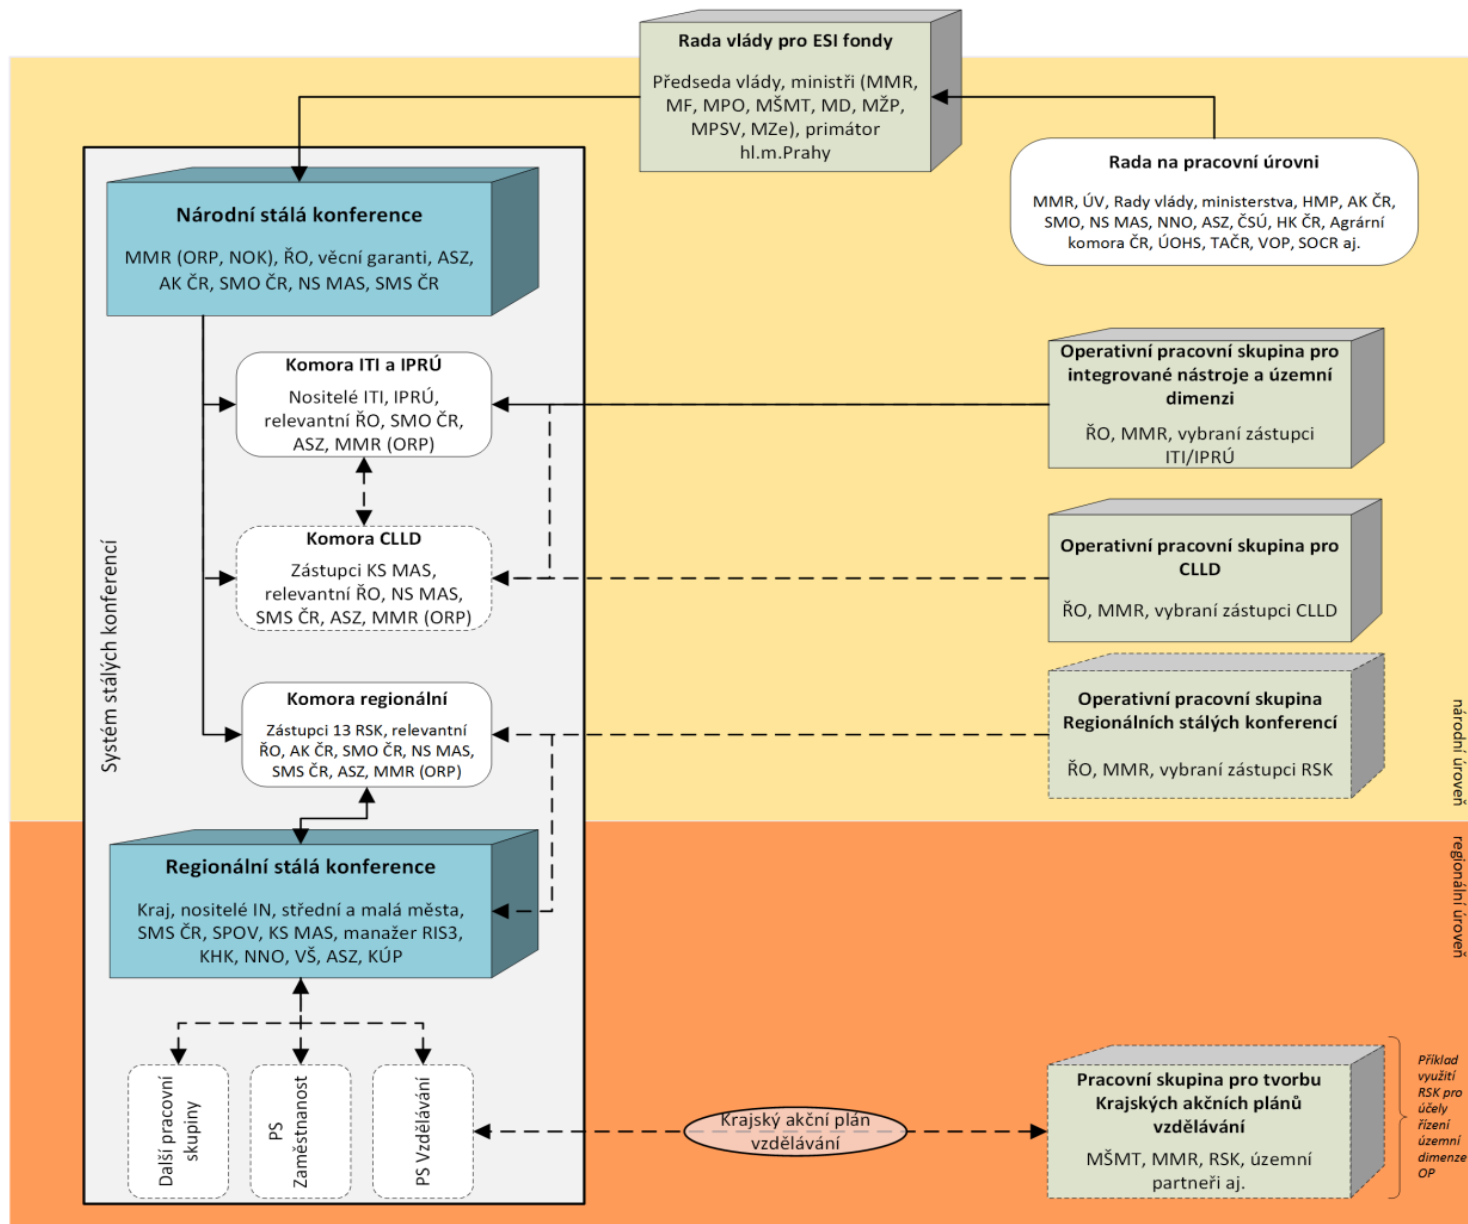 Rada vlády pro ESI fondy
Předseda vlády, ministři (MMR,
MF, MPO, MŠMT, MD, MŽP,
MPSV, MZe), primátor
hl.m.Prahy
Rada na pracovní úrovni
MMR, ÚV, Rady vlády, ministerstva, HMP, AK ČR,
SMO, NS MAS, NNO, ASZ, ČSÚ, HK ČR, Agrární
komora ČR, ÚOHS, TAČR, VOP, SOCR aj.
Systém stálých konferencí
Národní stálá konference
MMR (ORP, NOK), ŘO, věcní garanti, ASZ,
AK ČR, SMO ČR, NS MAS, SMS ČR
Komora ITI a IPRÚ
Nositelé ITI, IPRÚ,
relevantní ŘO, SMO ČR,
ASZ, MMR (ORP)
Operativní pracovní skupina pro
integrované nástroje a územní
dimenzi
ŘO, MMR, vybraní zástupci
ITI/IPRÚ
Komora CLLD
Zástupci KS MAS,
relevantní ŘO, NS MAS,
SMS ČR, ASZ, MMR (ORP)
Operativní pracovní skupina pro
CLLD
ŘO, MMR, vybraní zástupci CLLD
Komora regionální
Zástupci 13 RSK, relevantní
ŘO, AK ČR, SMO ČR, NS MAS,
SMS ČR, ASZ, MMR (ORP)
Operativní pracovní skupina
Regionálních stálých konferencí
ŘO, MMR, vybraní zástupci RSK
národní úroveň
regionální úroveň
Regionální stálá konference
Kraj, nositelé IN, střední a malá města,
SMS ČR, SPOV, KS MAS, manažer RIS3,
KHK, NNO, VŠ, ASZ, KÚP
Další pracovní
skupiny
PS
Zaměstnanost
PS Vzdělávání
Krajský akční plán
vzdělávání
Pracovní skupina pro tvorbu
Krajských akčních plánů
vzdělávání
MŠMT, MMR, RSK, územní
partneři aj.
Příklad
využití
RSK pro
účely
řízení
územní
dimenze
OP